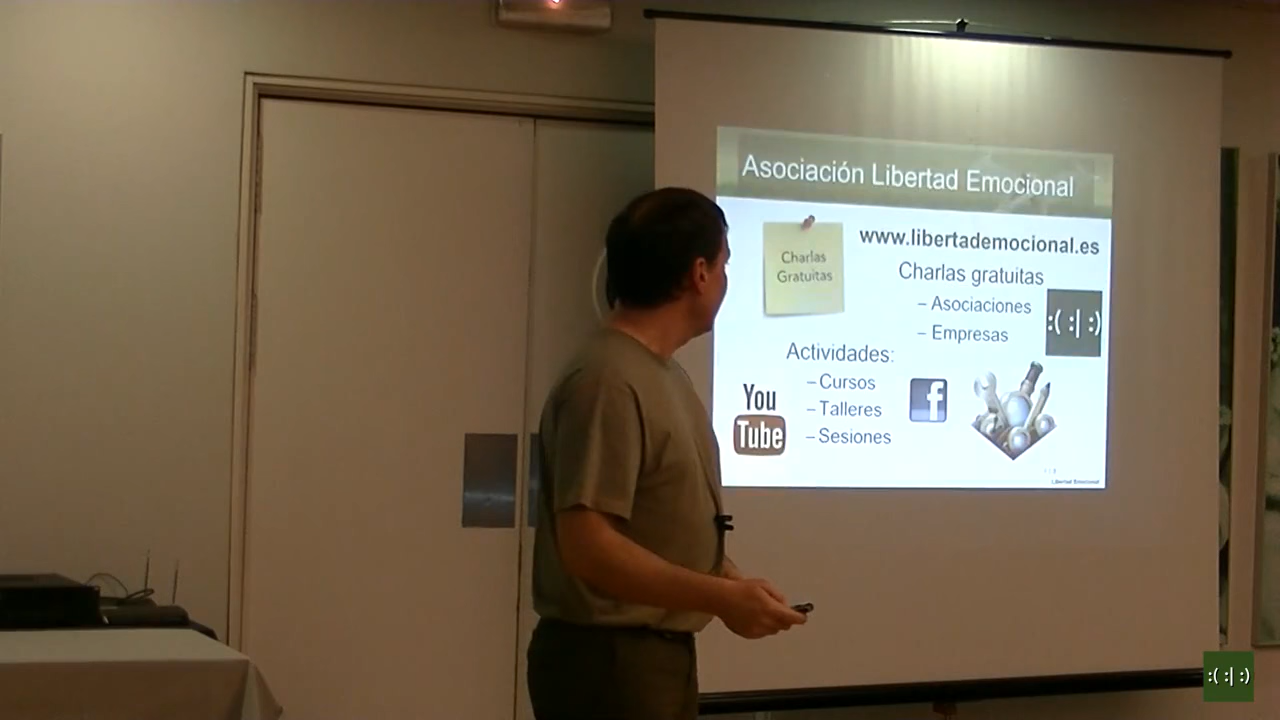 Asociación Libertad Emocional
Charlas
Gratuitas
www.libertademocional.es
Charlas gratuitas
– Asociaciones
– Empresas
:( :| :)
Actividades:
– Cursos
– Talleres
– Sesiones
You
Tube
f
Libertad Emocional
:( :| :)